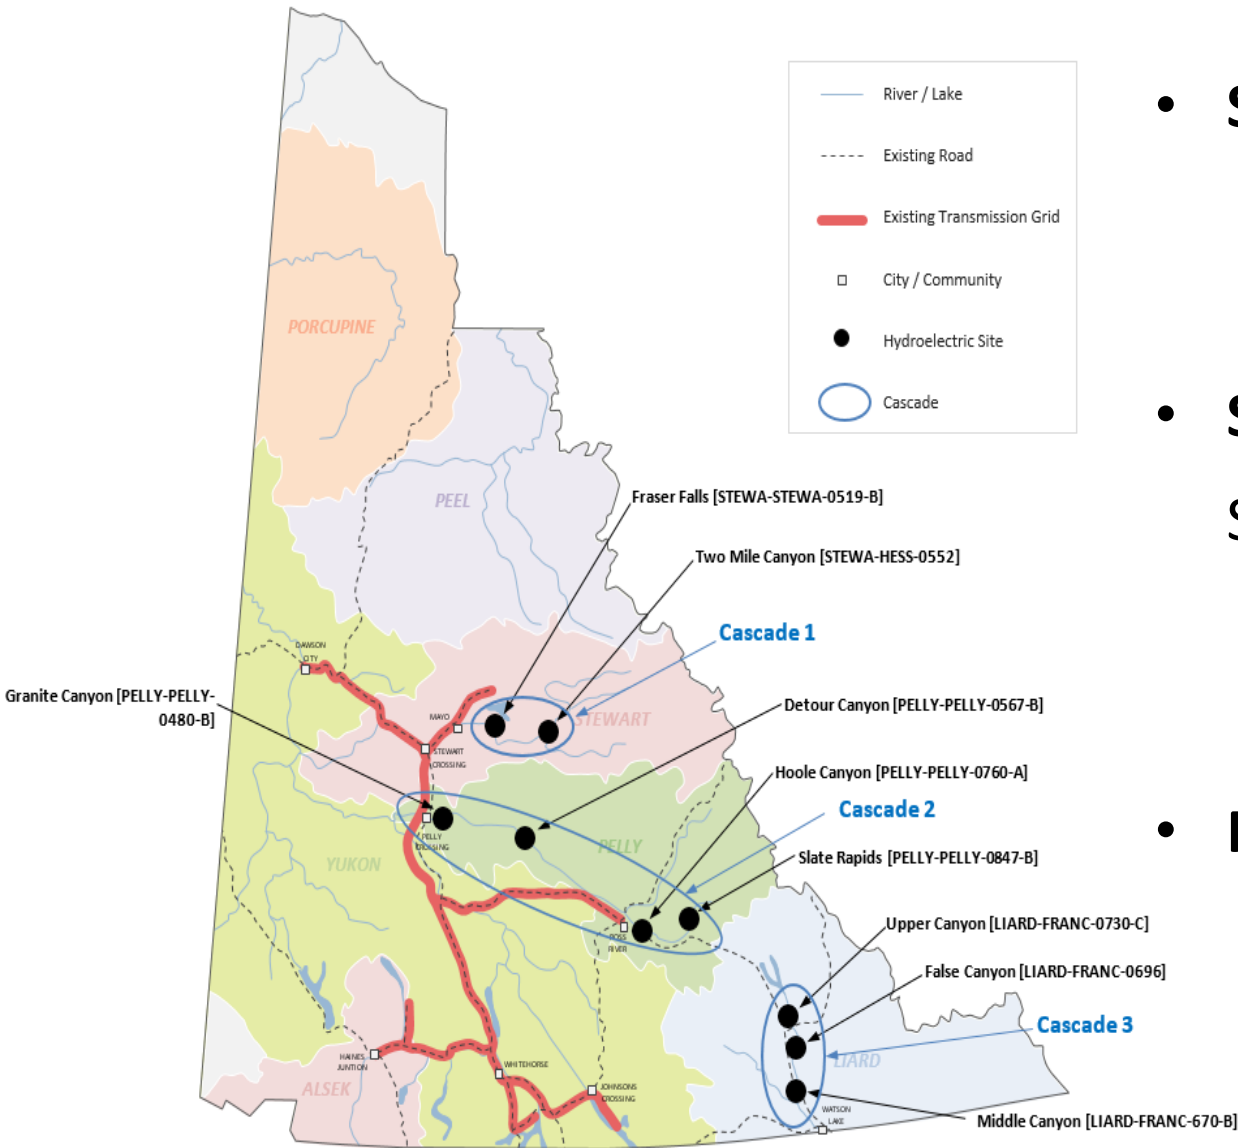 River / Lake
Existing Road
Existing Transmission Grid
City / Community
Hydroelectric Site
Cascade
PORCUPINE
PEEL
Fraser Falls [STEWA-STEWA-0519-B]
Two Mile Canyon [STEWA-HESS-0552]
Cascade 1
DAWSON
CITY
Granite Canyon [PELLY-PELLY-
0480-B]
MAYO
STEWART
Detour Canyon [PELLY-PELLY-0567-B]
STEWART
CROSSING
Hoole Canyon [PELLY-PELLY-0760-A]
Cascade 2
PELLY
CROSSING
PELLY
YUKON
Slate Rapids [PELLY-PELLY-0847-B]
ROSS
RIVER
Upper Canyon [LIARD-FRANC-0730-C]
False Canyon [LIARD-FRANC-0696]
Cascade 3
HAINES
JUNTION
WHITEHORSE
LIARD
ALSEK
JOHNSONS
CROSSING
WATSON
LAKE
Middle Canyon [LIARD-FRANC-670-B]